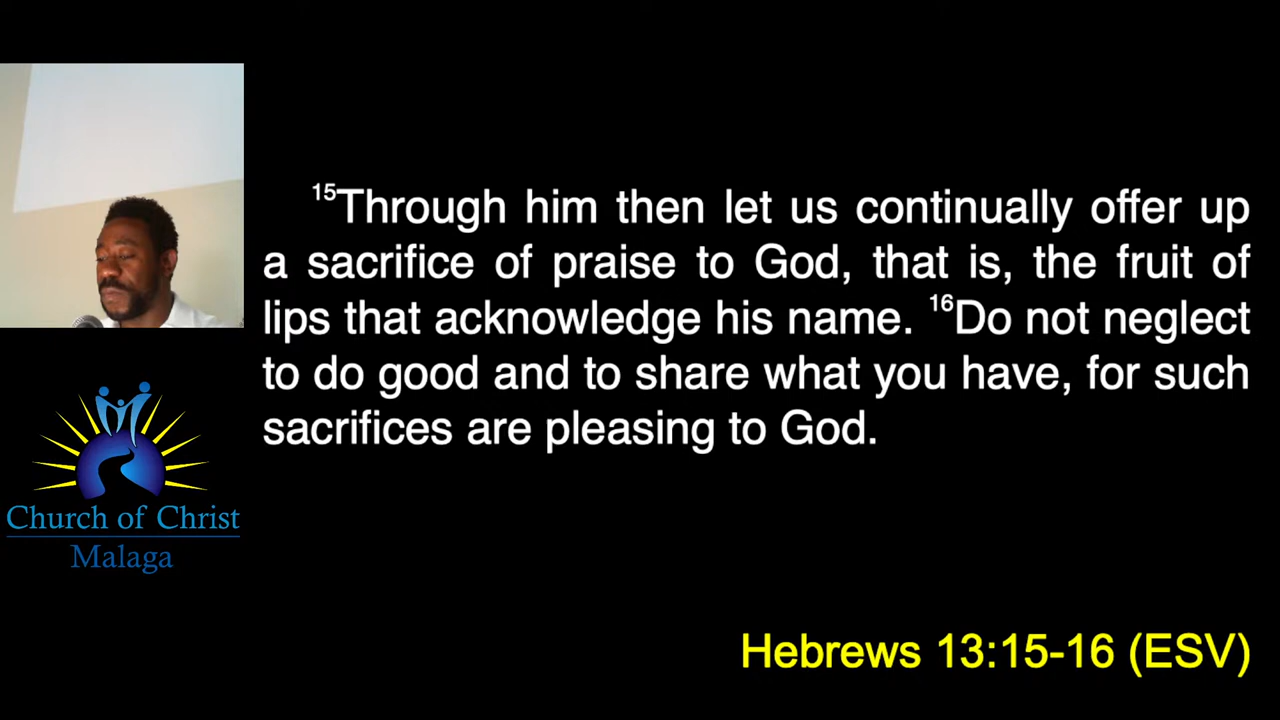 ¹⁵Through him then let us continually offer up
a sacrifice of praise to God, that is, the fruit of
lips that acknowledge his name. ¹⁶Do not neglect
to do good and to share what you have, for such
sacrifices are pleasing to God.
Church of Christ
Malaga
Hebrews 13:15-16 (ESV)